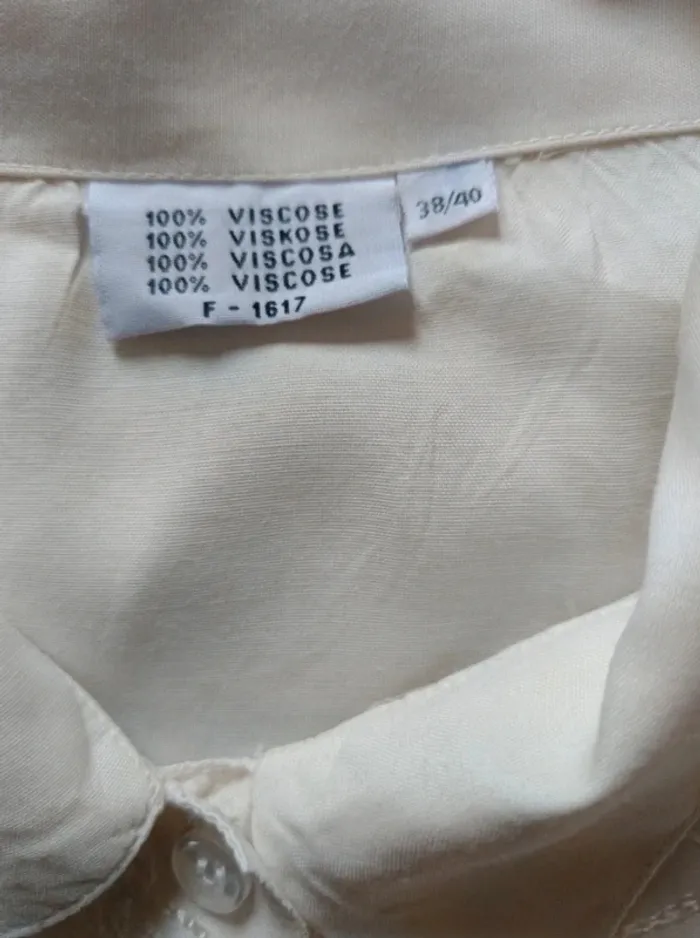 100% VISCOSE
100% VISKOSE
100% VISCOSA
100% VISCOSE
F - 1617
38/40